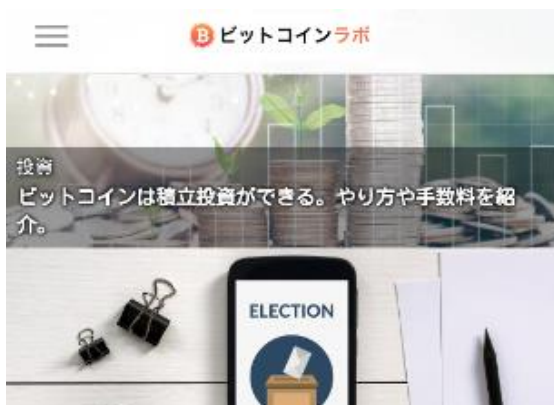 ビットコインラボ
投資
ビットコインは積立投資ができる。やり方や手数料を紹
介。
ELECTION